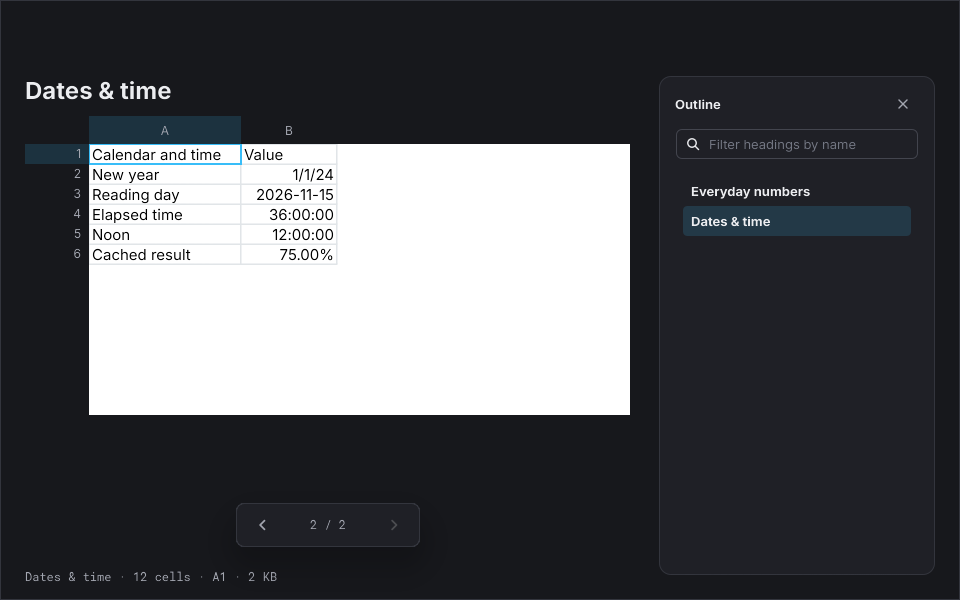 Dates & time
Outline
Filter headings by name
Everyday numbers
Dates & time
A B
1 Calendar and time Value
2 New year 1/1/24
3 Reading day 2026-11-15
4 Elapsed time 36:00:00
5 Noon 12:00:00
6 Cached result 75.00%
2 / 2
Dates & time · 12 cells · A1 · 2 KB